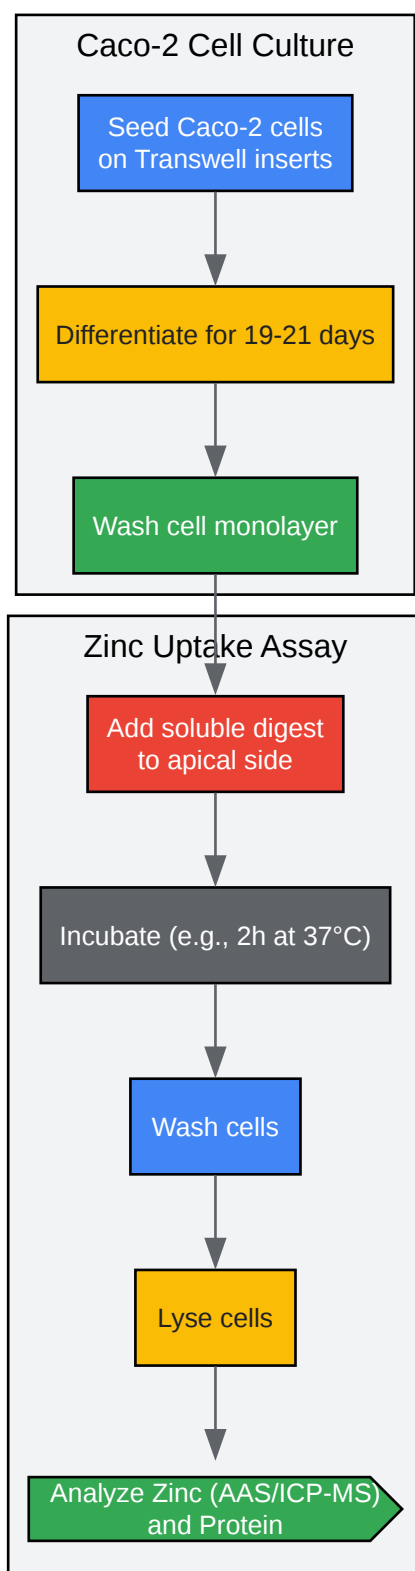 Caco-2 Cell Culture
Seed Caco-2 cells
on Transwell inserts
Differentiate for 19-21 days
Wash cell monolayer
Zinc Uptake Assay
Add soluble digest
to apical side
Incubate (e.g., 2h at 37°C)
Wash cells
Lyse cells
Analyze Zinc (AAS/ICP-MS)
and Protein